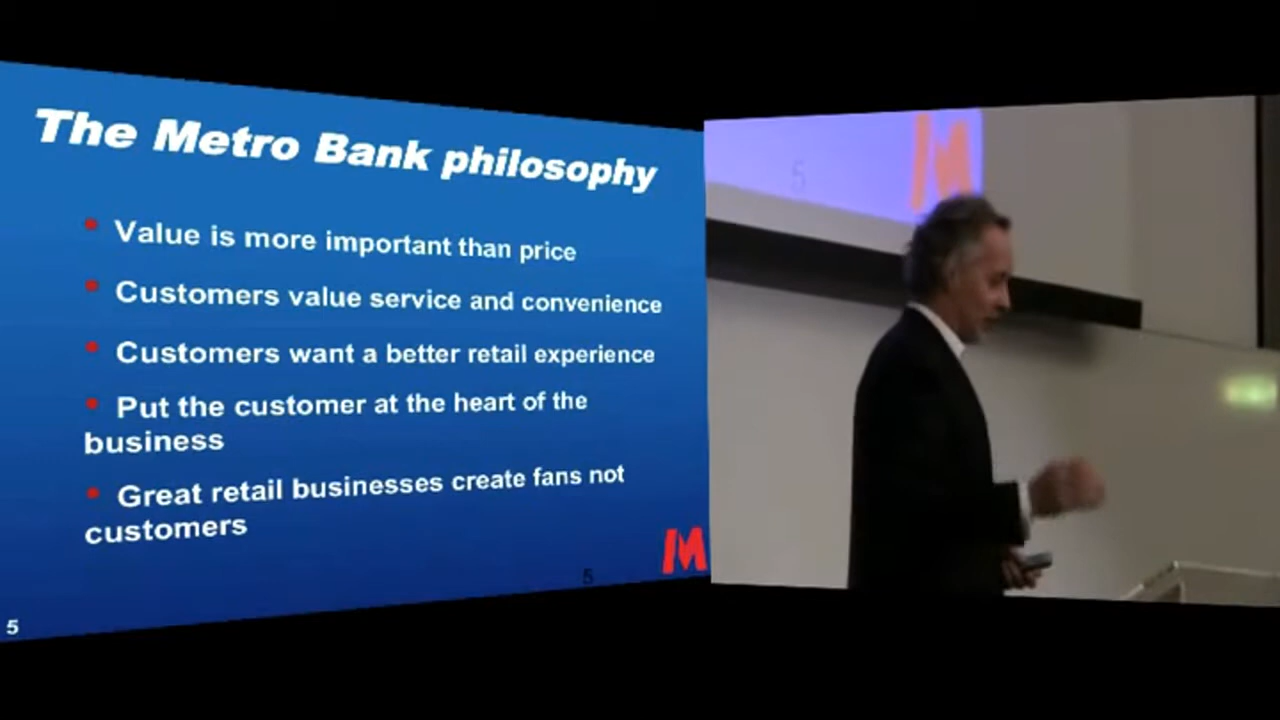 The Metro Bank philosophy
• Value is more important than price
• Customers value service and convenience
• Customers want a better retail experience
• Put the customer at the heart of the
business
• Great retail businesses create fans not
customers
M
5
5
5
M